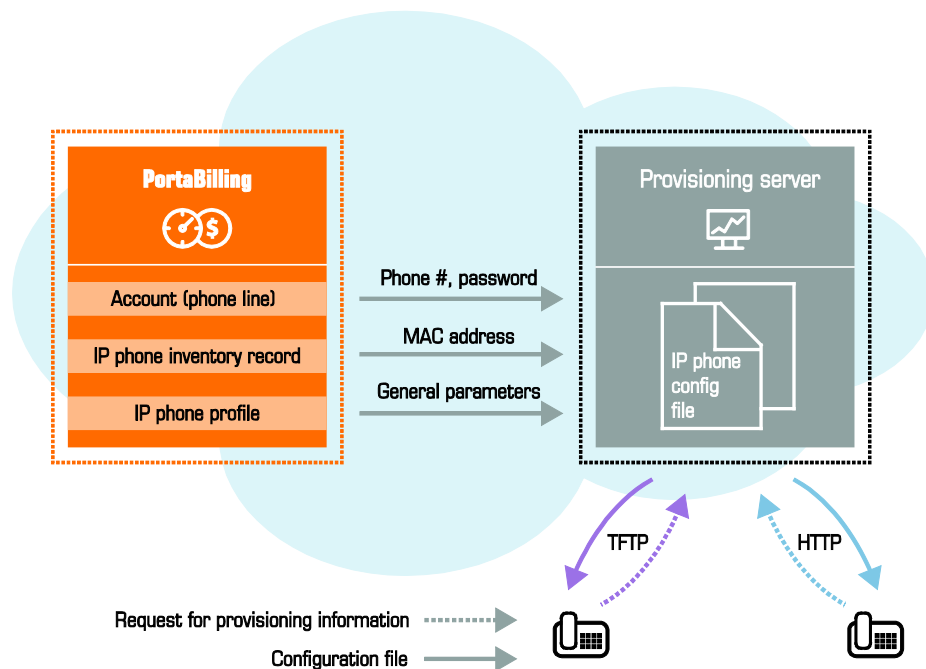 PortaBilling
$
Account (phone line)
IP phone inventory record
IP phone profile
Phone #, password
MAC address
General parameters
Provisioning server
IP phone
config
file
TFTP
HTTP
Request for provisioning information
Configuration file